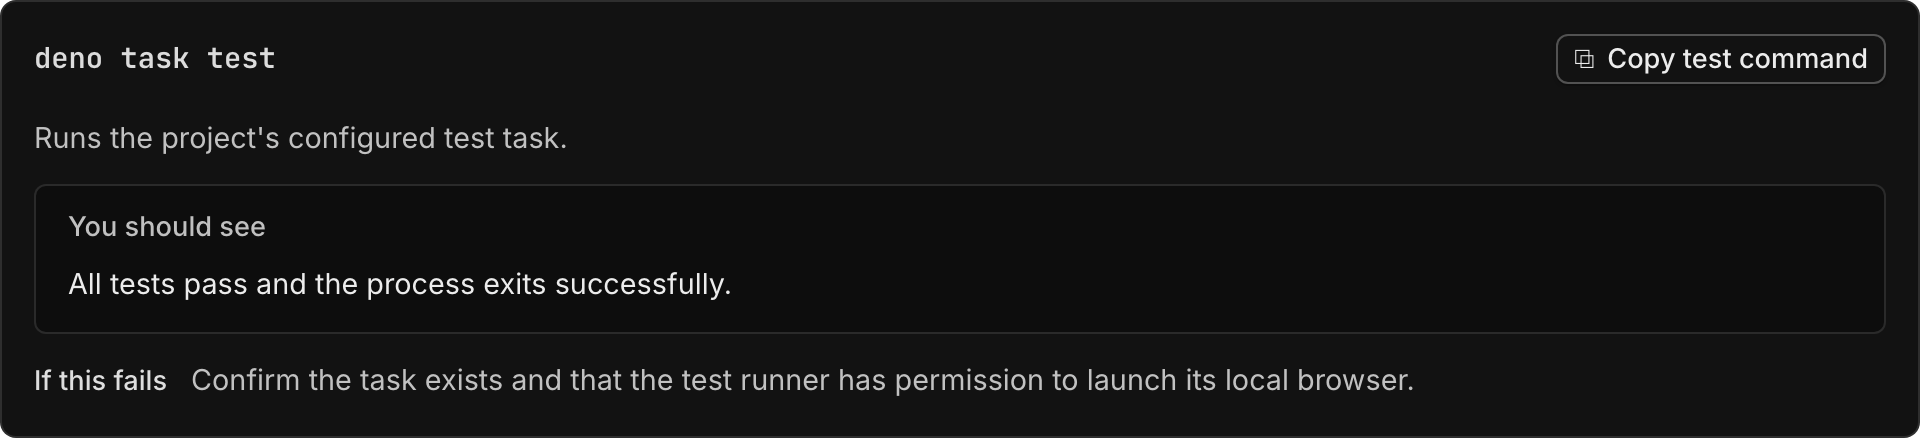 deno task test
Copy test command
Runs the project's configured test task.
You should see
All tests pass and the process exits successfully.
If this fails Confirm the task exists and that the test runner has permission to launch its local browser.